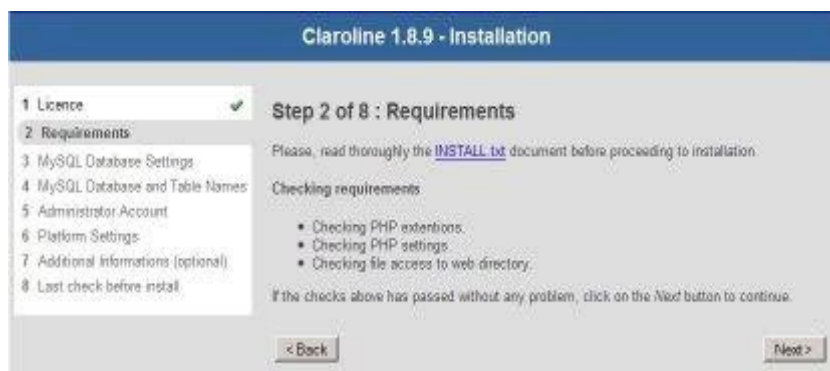 Claroline 1.8.9 - Installation
1 Licence
2 Requirements
3 MySQL Database Settings
4 MySQL Database and Table Names
5 Administrator Account
6 Platform Settings
7 Additional Informations (optional)
8 Last check before install
Step 2 of 8 : Requirements
Please, read thoroughly the INSTALL.txt document before proceeding to installation.
Checking requirements
• Checking PHP extentions.
• Checking PHP settings.
• Checking file access to web directory.
If the checks above has passed without any problem, click on the Next button to continue.
< Back
Next >